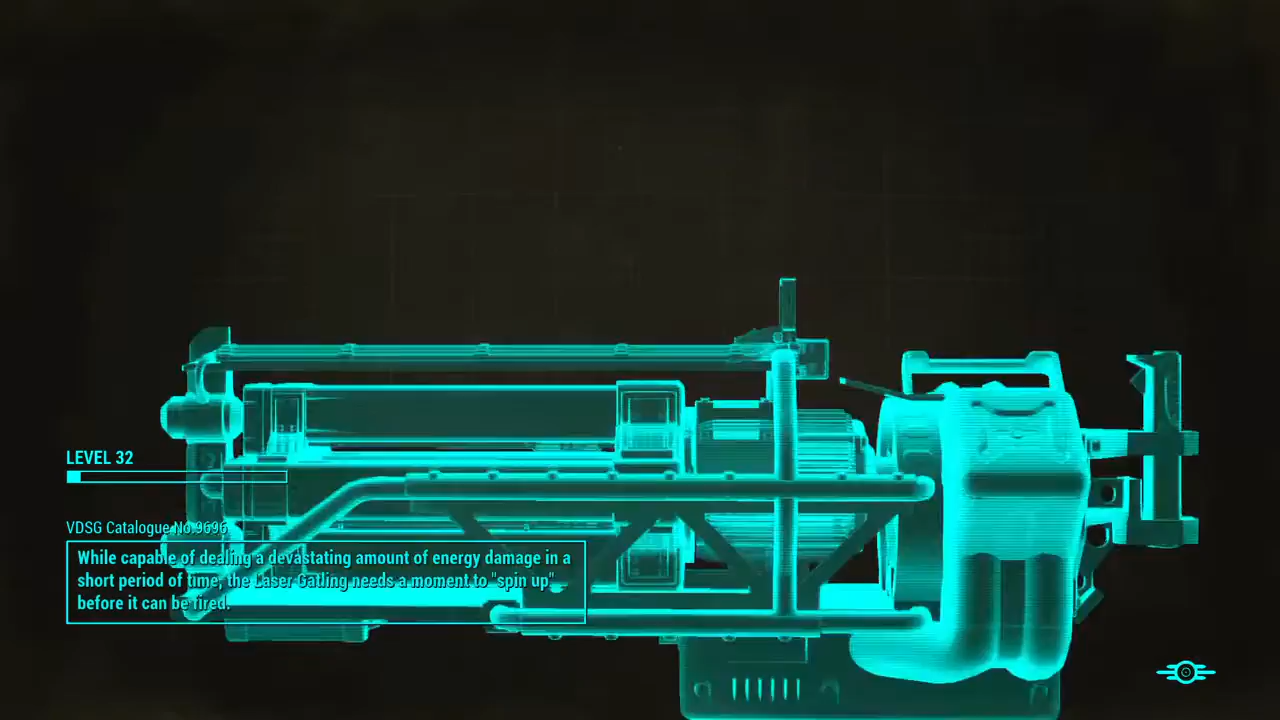 LEVEL 32
VDSG Catalogue No.9696
While capable of dealing a devastating amount of energy damage in a
short period of time, the Laser Gatling needs a moment to "spin up"
before it can be fired.